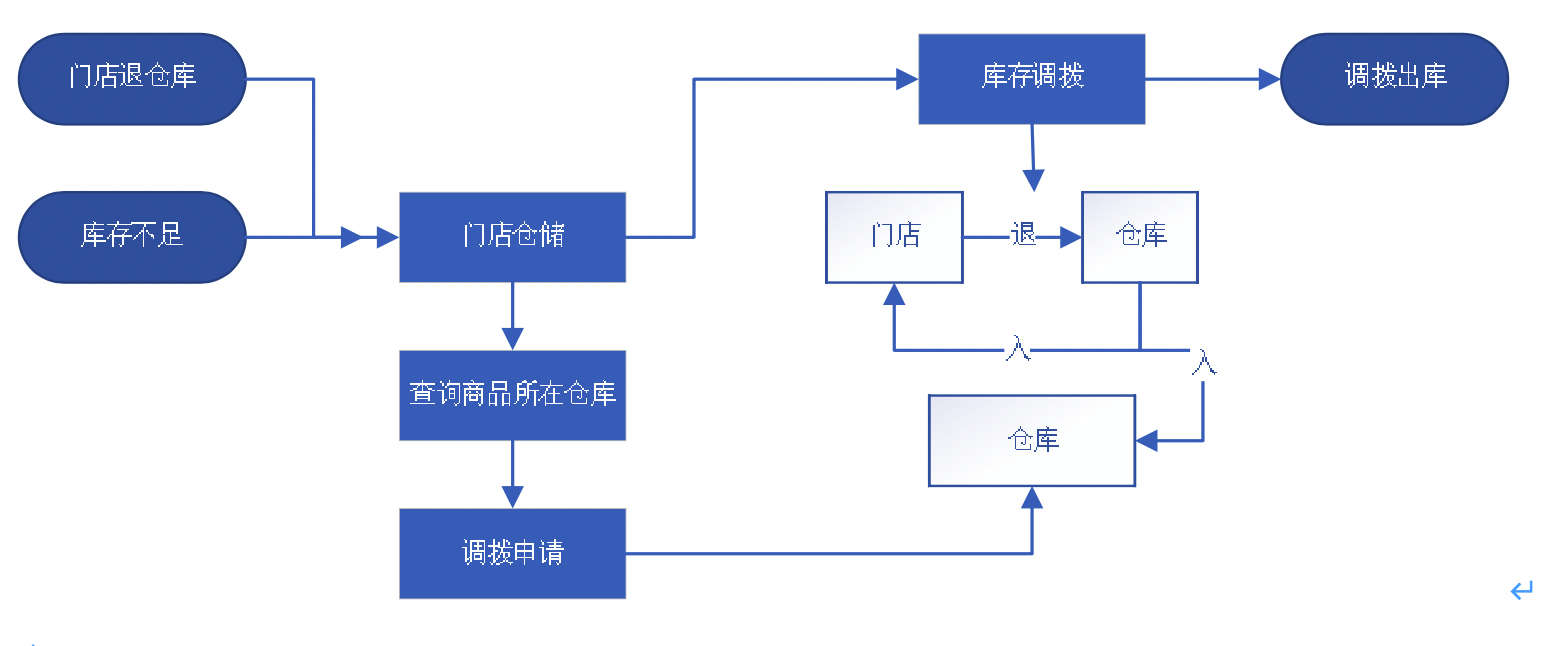 门店退仓库
库存调拨
调拨出库
库存不足
门店仓储
门店
退
仓库
入
入
查询商品所在仓库
仓库
调拨申请